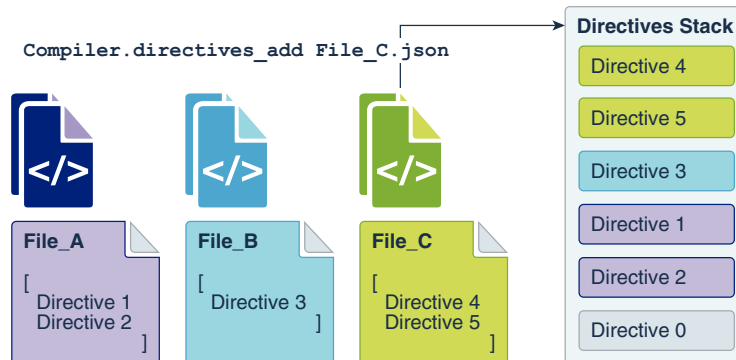 Compiler.directives_add File_C.json
</>
</>
</>
File_A
[
Directive 1
Directive 2
]
File_B
[
Directive 3
]
File_C
[
Directive 4
Directive 5
]
Directives Stack
Directive 4
Directive 5
Directive 3
Directive 1
Directive 2
Directive 0